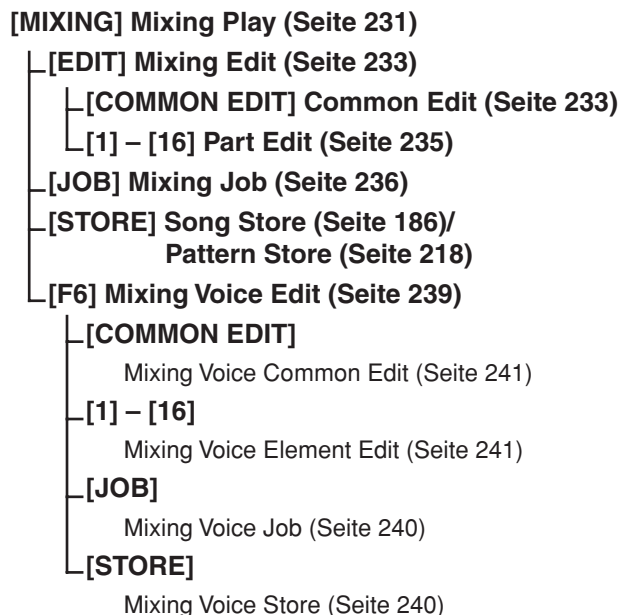 [MIXING] Mixing Play (Seite 231)
[EDIT] Mixing Edit (Seite 233)
[COMMON EDIT] Common Edit (Seite 233)
[1] – [16] Part Edit (Seite 235)
[JOB] Mixing Job (Seite 236)
[STORE] Song Store (Seite 186)/
Pattern Store (Seite 218)
[F6] Mixing Voice Edit (Seite 239)
[COMMON EDIT]
Mixing Voice Common Edit (Seite 241)
[1] – [16]
Mixing Voice Element Edit (Seite 241)
[JOB]
Mixing Voice Job (Seite 240)
[STORE]
Mixing Voice Store (Seite 240)